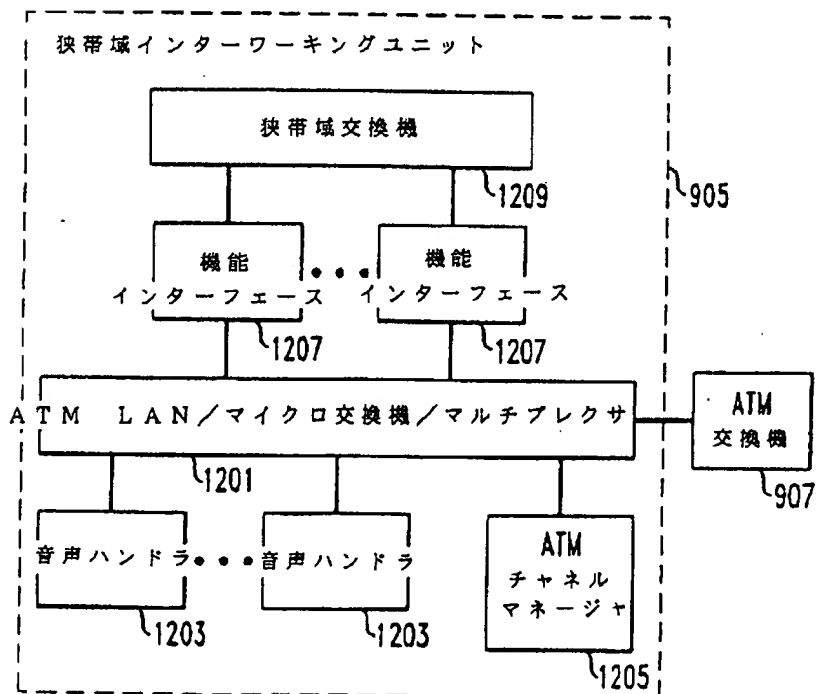 狭帯域インターワーキングユニット
狭帯域交換機
1209
905
機能
インターフェース
1207
機能
インターフェース
1207
ATM LAN/マイクロ交換機/マルチプレクサ
1201
ATM
交換機
907
音声ハンドラ
1203
音声ハンドラ
1203
ATM
チャネル
マネージャ
1205